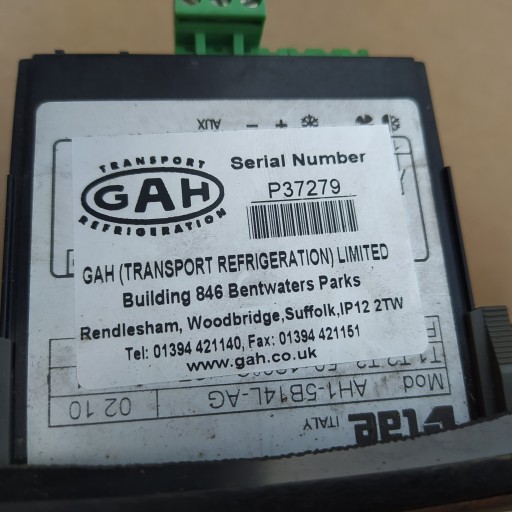 AUX - +
TRANSPORT
GAH
REFRIGERATION
Serial Number
P37279
GAH (TRANSPORT REFRIGERATION) LIMITED
Building 846 Bentwaters Parks
Rendlesham, Woodbridge,Suffolk,IP12 2TW
Tel: 01394 421140, Fax: 01394 421151
www.gah.co.uk
Mod. AH1-5B14L-AG 02 10
ITALY